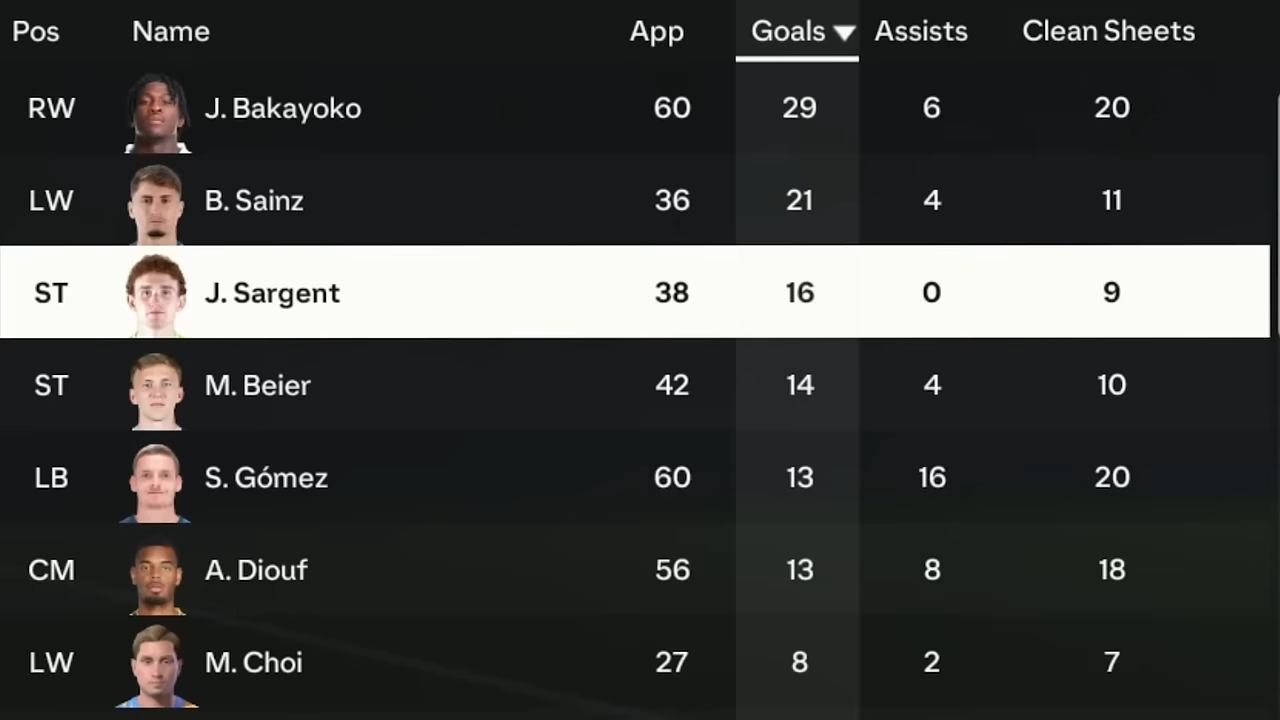 Pos Name App Goals Assists Clean Sheets
RW J. Bakayoko 60 29 6 20
LW B. Sainz 36 21 4 11
ST J. Sargent 38 16 0 9
ST M. Beier 42 14 4 10
LB S. Gómez 60 13 16 20
CM A. Diouf 56 13 8 18
LW M. Choi 27 8 2 7